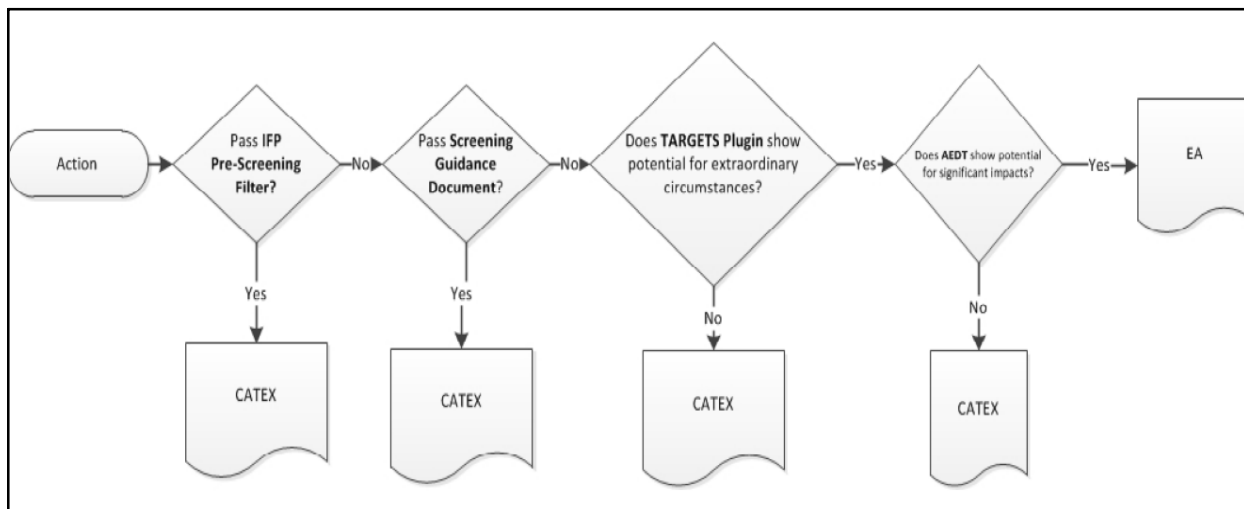 Action
Pass IFP
Pre-Screening
Filter?
No
Pass Screening
Guidance
Document?
No
Does TARGETS Plugin show
potential for extraordinary
circumstances?
Yes
Does AEDT show potential
for significant impacts?
Yes
EA
Yes
Yes
No
No
CATEX
CATEX
CATEX
CATEX